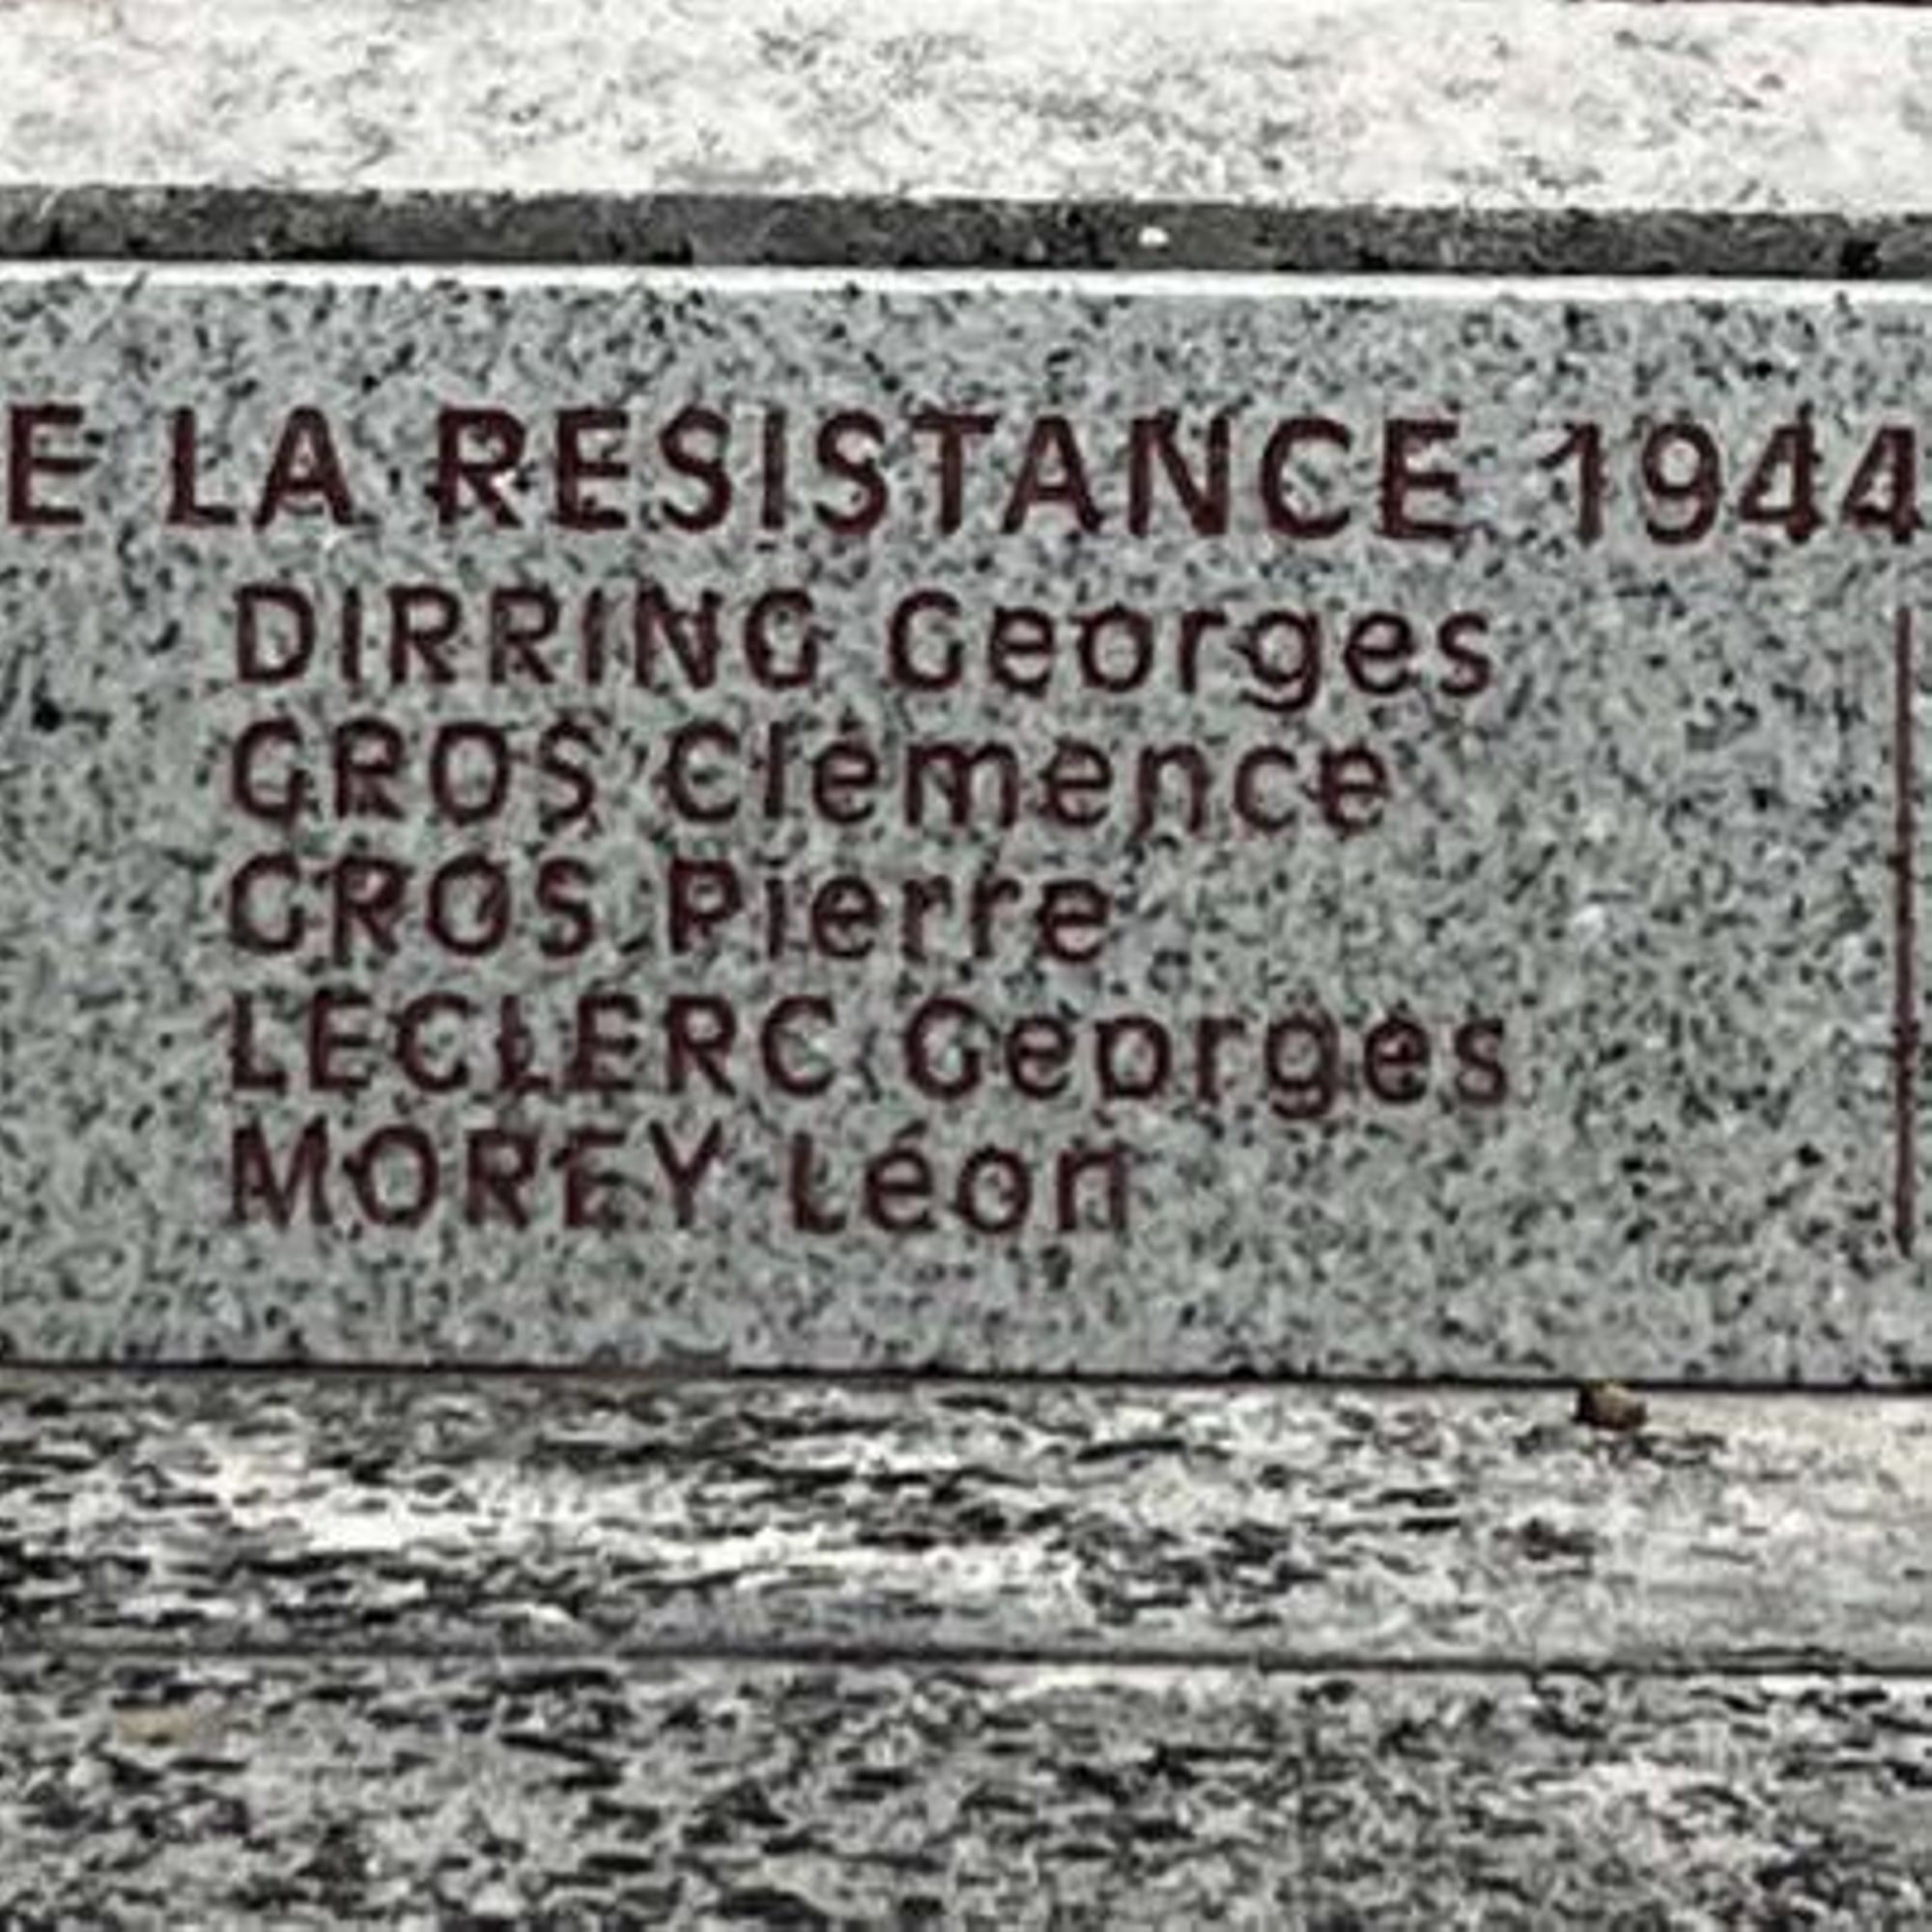 E LA RESISTANCE 1944
DIRRING Georges
GROS Clémence
GROS Pierre
LECLERC Georges
MOREY Léon